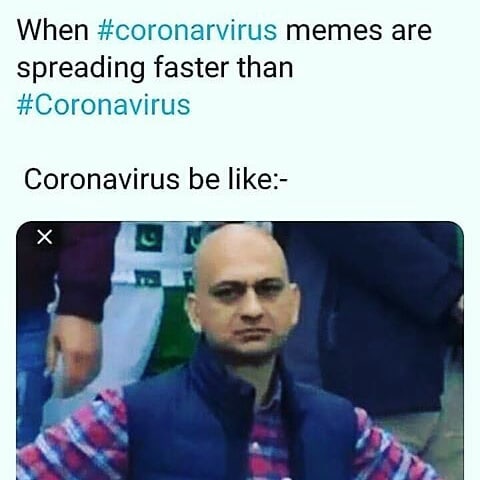 When #coronarvirus memes are
spreading faster than
#Coronavirus
Coronavirus be like:-